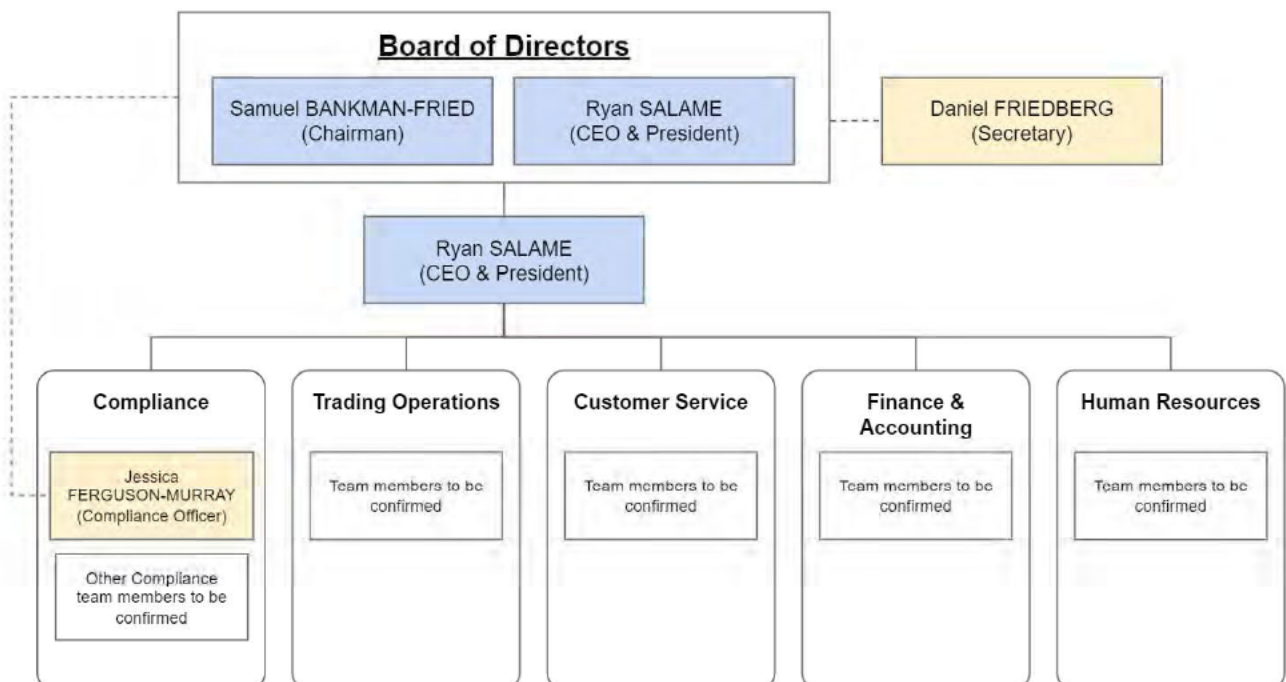 Board of Directors
Samuel BANKMAN-FRIED
(Chairman)
Ryan SALAME
(CEO & President)
Daniel FRIEDBERG
(Secretary)
Ryan SALAME
(CEO & President)
Compliance
Jessica
FERGUSON-MURRAY
(Compliance Officer)
Other Compliance
team members to be
confirmed
Trading Operations
Team members to be
confirmed
Customer Service
Team members to be
confirmed
Finance &
Accounting
Team members to be
confirmed
Human Resources
Team members to be
confirmed